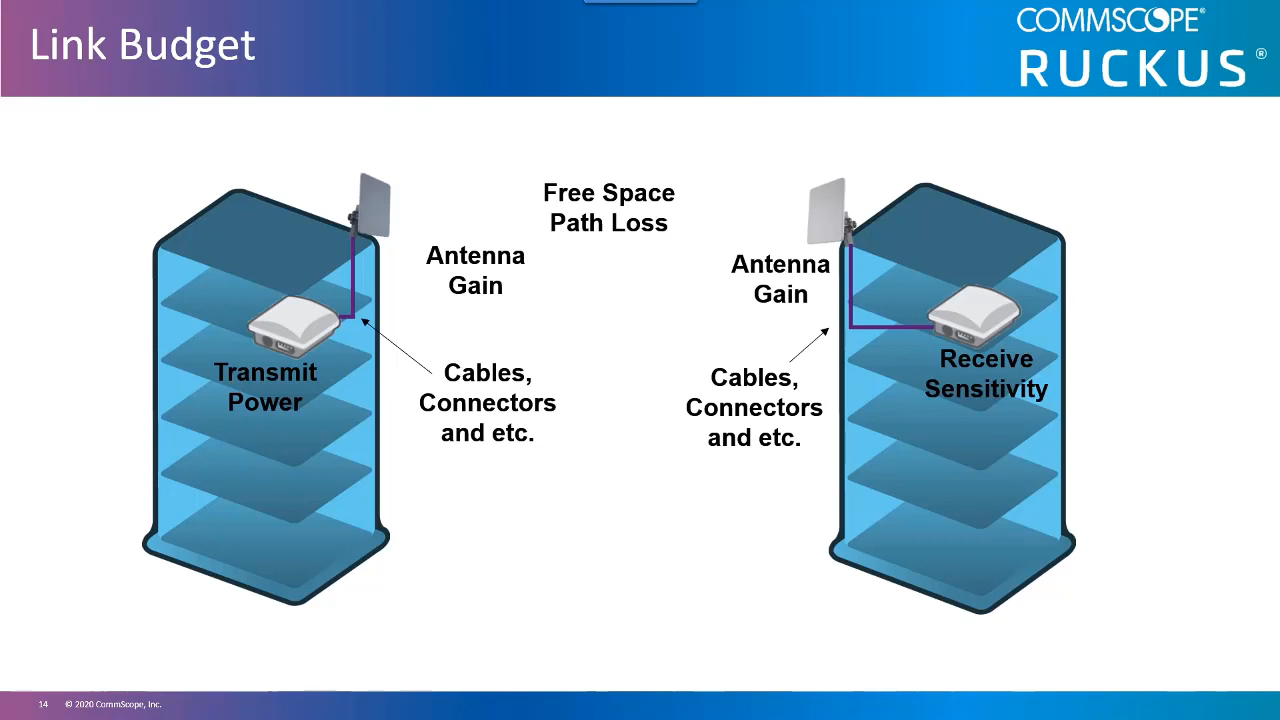 Link Budget
COMMSCOPE®
RUCKUS®
Free Space
Path Loss
Antenna
Gain
Antenna
Gain
Transmit
Power
Cables,
Connectors
and etc.
Cables,
Connectors
and etc.
Receive
Sensitivity
14 © 2020 CommScope, Inc.